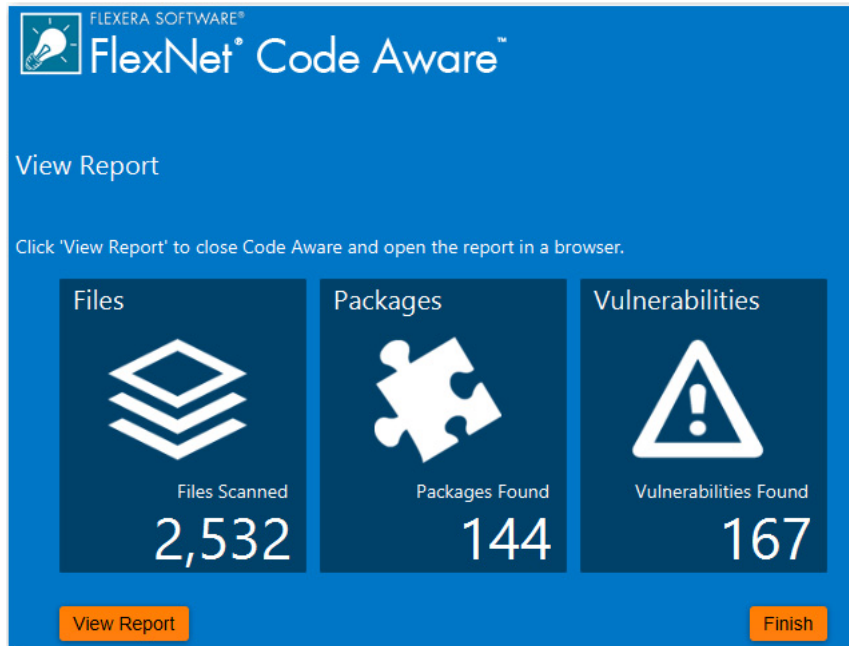 FLEXERA SOFTWARE®
FlexNet® Code Aware™
View Report
Click 'View Report' to close Code Aware and open the report in a browser.
Files
Files Scanned
2,532
Packages
Packages Found
144
Vulnerabilities
Vulnerabilities Found
167
View Report
Finish